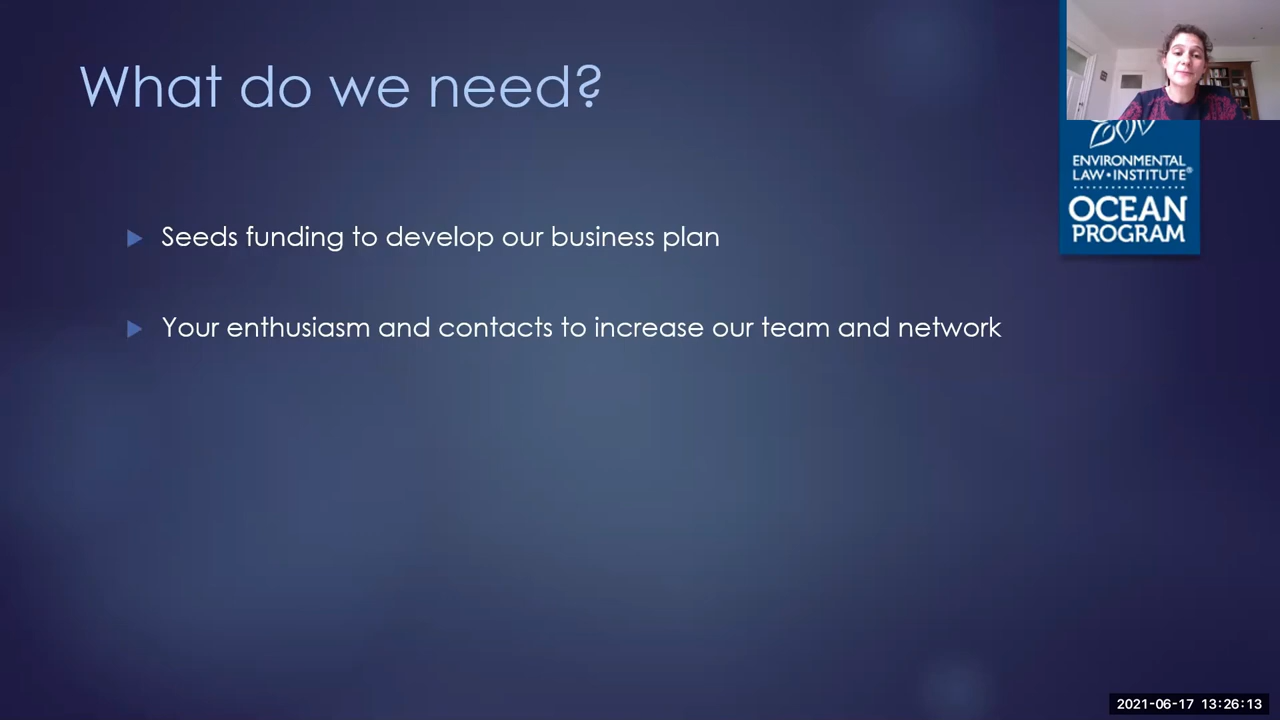 What do we need?
Seeds funding to develop our business plan
Your enthusiasm and contacts to increase our team and network
ENVIRONMENTAL
LAW•INSTITUTE®
OCEAN
PROGRAM
2021-06-17 13:26:13